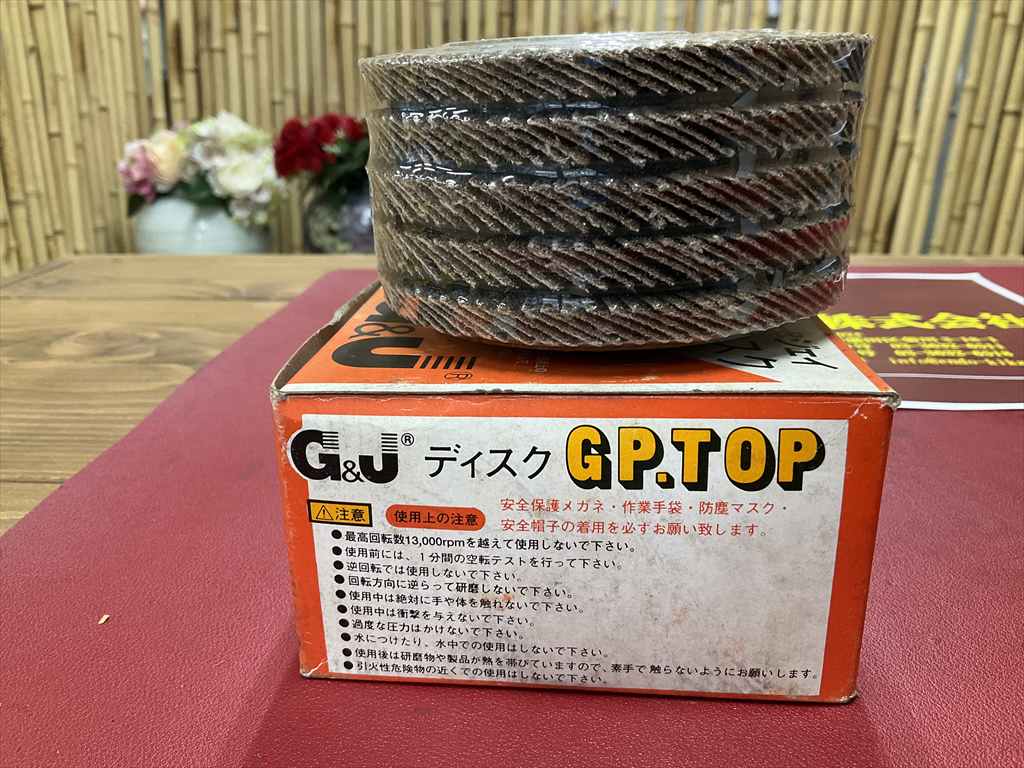 G&J®
ジェイ
G&J® ディスク GP.TOP
⚠注意 使用上の注意
安全保護メガネ・作業手袋・防塵マスク・
安全帽子の着用を必ずお願い致します。
●最高回転数13,000rpmを越えて使用しないで下さい。
●使用前には、1分間の空転テストを行って下さい。
●逆回転では使用しないで下さい。
●回転方向に逆らって研磨しないで下さい。
●使用中は絶対に手や体を触れないで下さい。
●使用中は衝撃を与えないで下さい。
●過度な圧力はかけないで下さい。
●水につけたり、水中での使用はしないで下さい。
●使用後は研磨物や製品が熱を帯びていますので、素手で触らないようにお願いします。
●引火性危険物の近くでの使用はしないで下さい。
株式会社